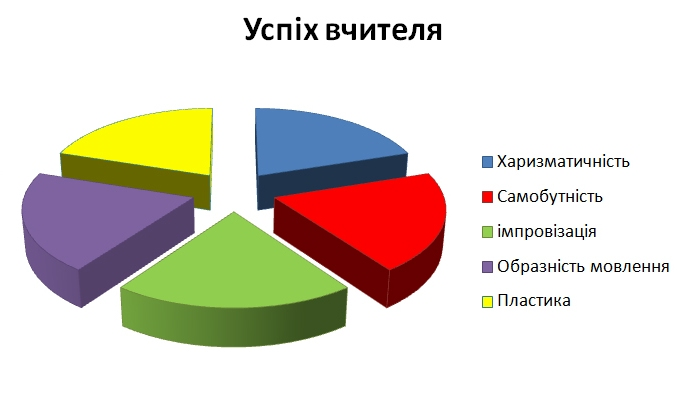 Успіх вчителя
Харизматичність
Самобутність
імпровізація
Образність мовлення
Пластика